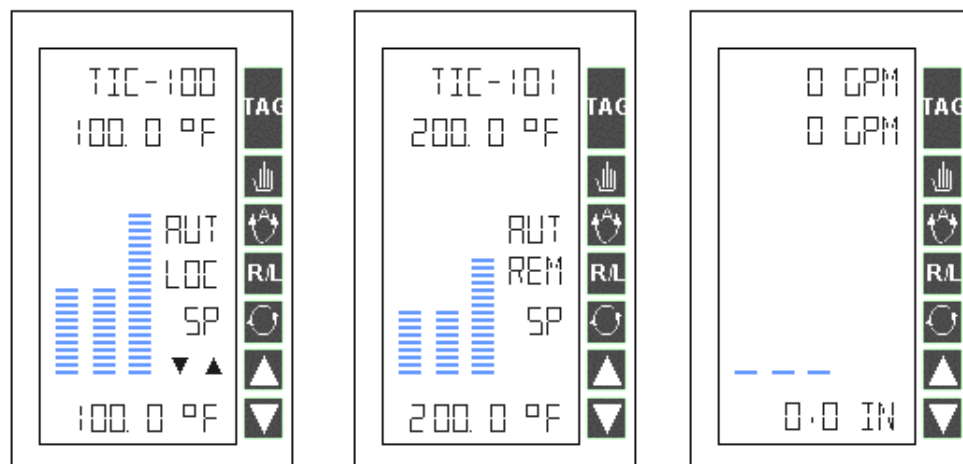 TIC-100
100.0 °F
AUT
LOC
SP
100.0 °F
TAG
R/L
TIC-101
200.0 °F
AUT
REM
SP
200.0 °F
TAG
R/L
0 GPM
0 GPM
0.0 IN
TAG
R/L